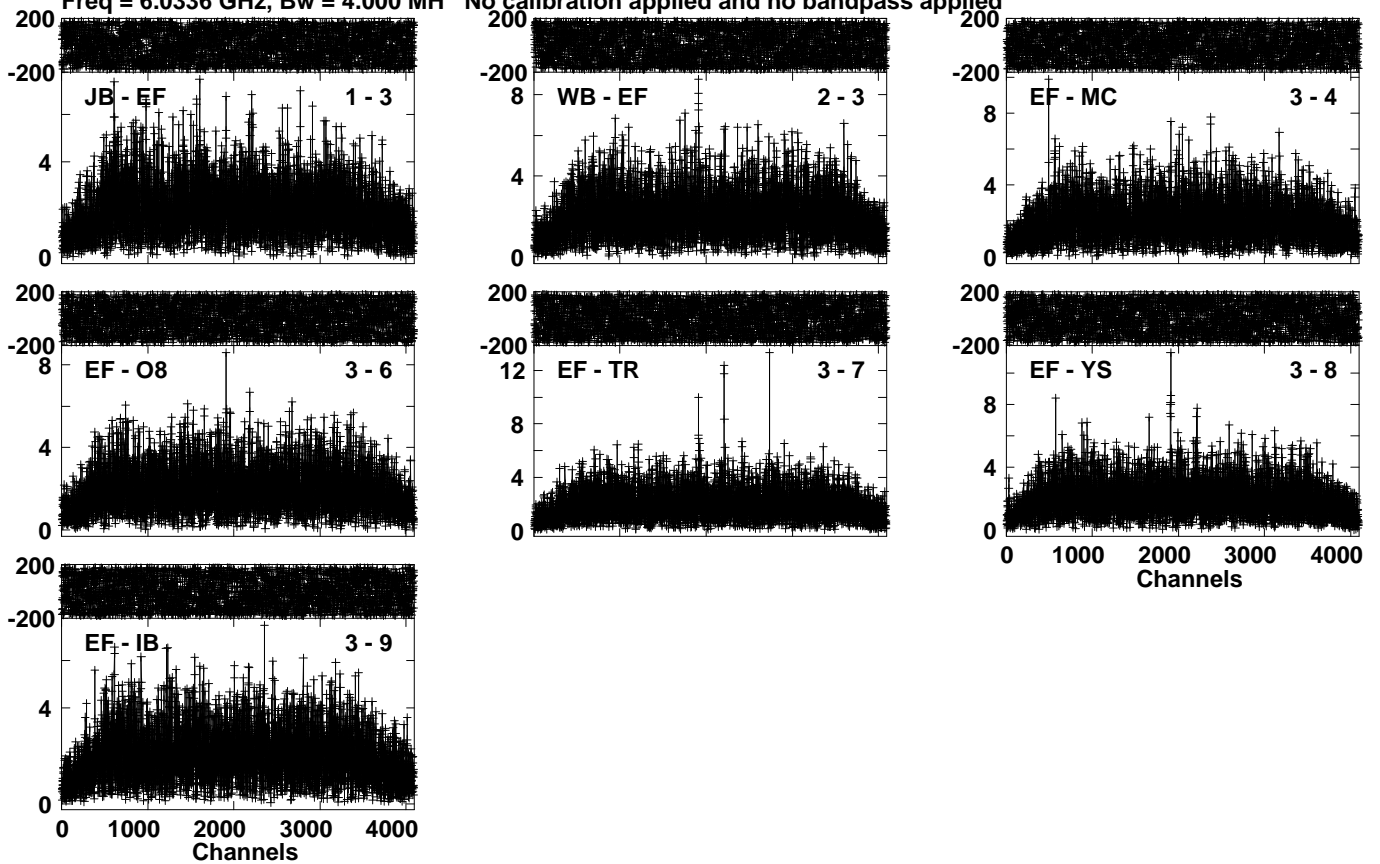 Freq = 6.0336 GHz, Bw = 4.000 MH No calibration applied and no bandpass applied
200
-200
JB - EF 1 - 3
4
0
200
-200
8
WB - EF 2 - 3
4
0
200
-200
8
EF - MC 3 - 4
4
0
200
-200
8
EF - O8 3 - 6
4
0
200
-200
12
EF - TR 3 - 7
8
4
0
200
-200
EF - YS 3 - 8
8
4
0
0 1000 2000 3000 4000
Channels
200
-200
EF - IB 3 - 9
4
0
0 1000 2000 3000 4000
Channels